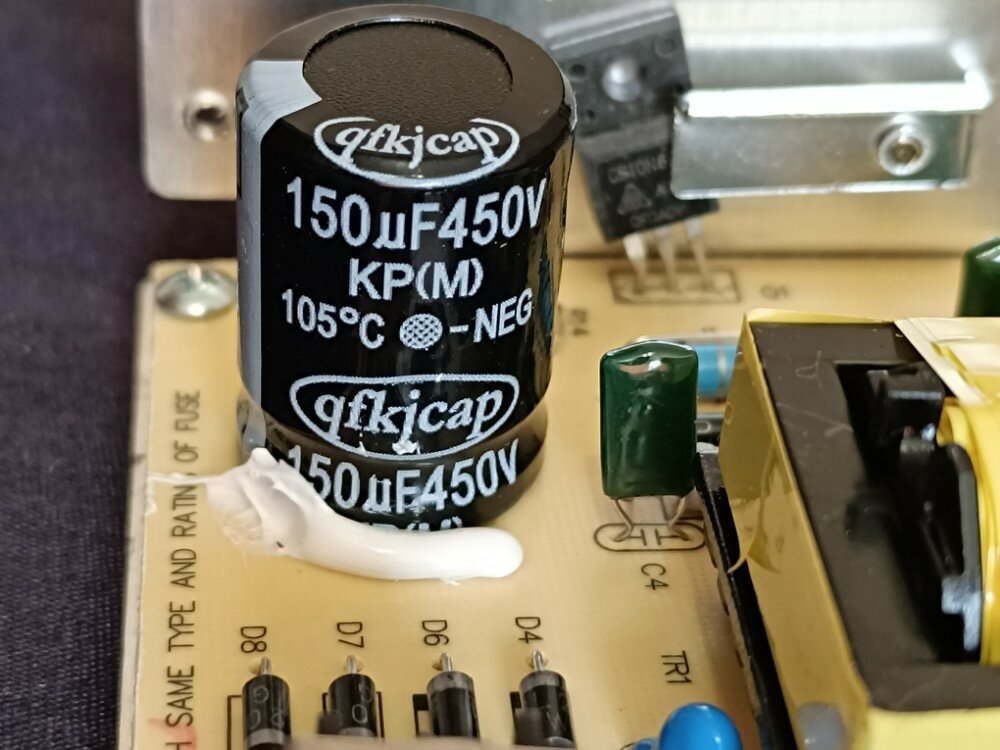 qfkjcap
150µF450V
KP(M)
105°C -NEG
qfkjcap
150µF450V
SAME TYPE AND RATING OF FUSE
C4
D8
D7
D6
D4
TR1